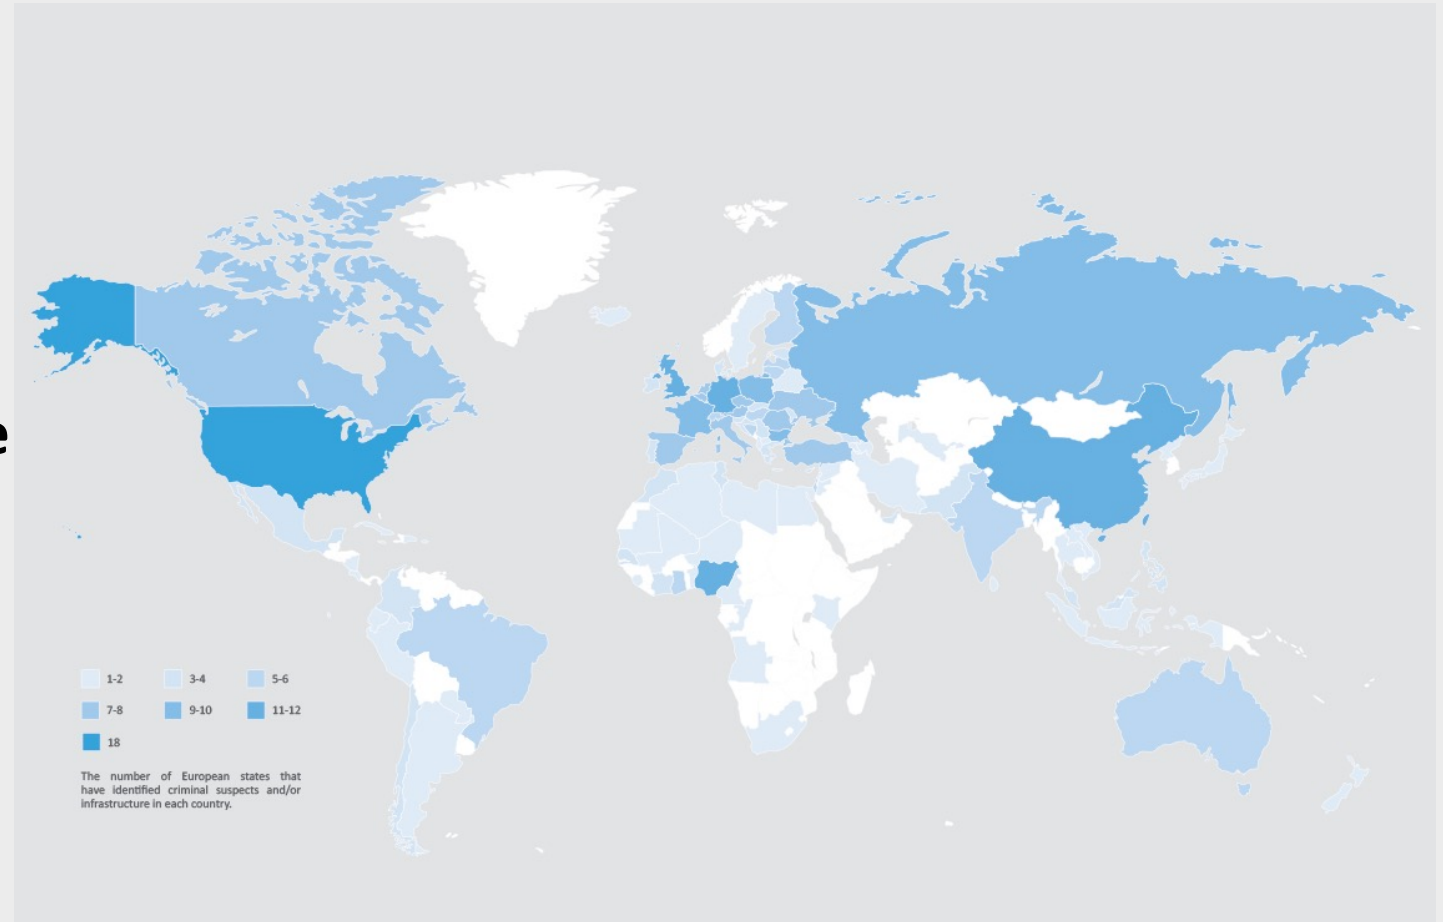 e
1-2 3-4 5-6
7-8 9-10 11-12
18
The number of European states that
have identified criminal suspects and/or
infrastructure in each country.